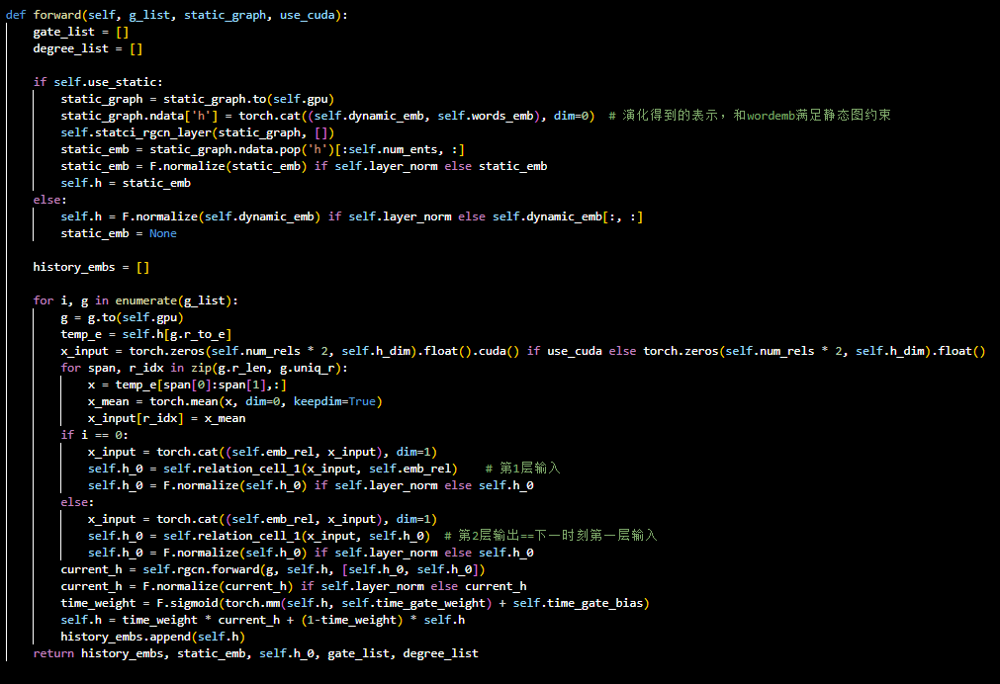 def forward(self, g_list, static_graph, use_cuda):
    gate_list = []
    degree_list = []

    if self.use_static:
        static_graph = static_graph.to(self.gpu)
        static_graph.ndata['h'] = torch.cat((self.dynamic_emb, self.words_emb), dim=0)  # 演化得到的表示，和wordemb满足静态图约束
        self.statci_rgcn_layer(static_graph, [])
        static_emb = static_graph.ndata.pop('h')[:self.num_ents, :]
        static_emb = F.normalize(static_emb) if self.layer_norm else static_emb
        self.h = static_emb
    else:
        self.h = F.normalize(self.dynamic_emb) if self.layer_norm else self.dynamic_emb[:, :]
        static_emb = None

    history_embs = []

    for i, g in enumerate(g_list):
        g = g.to(self.gpu)
        temp_e = self.h[g.r_to_e]
        x_input = torch.zeros(self.num_rels * 2, self.h_dim).float().cuda() if use_cuda else torch.zeros(self.num_rels * 2, self.h_dim).float()
        for span, r_idx in zip(g.r_len, g.uniq_r):
            x = temp_e[span[0]:span[1],:]
            x_mean = torch.mean(x, dim=0, keepdim=True)
            x_input[r_idx] = x_mean
        if i == 0:
            x_input = torch.cat((self.emb_rel, x_input), dim=1)
            self.h_0 = self.relation_cell_1(x_input, self.emb_rel)    # 第1层输入
            self.h_0 = F.normalize(self.h_0) if self.layer_norm else self.h_0
        else:
            x_input = torch.cat((self.emb_rel, x_input), dim=1)
            self.h_0 = self.relation_cell_1(x_input, self.h_0)  # 第2层输出==下一时刻第一层输入
            self.h_0 = F.normalize(self.h_0) if self.layer_norm else self.h_0
        current_h = self.rgcn.forward(g, self.h, [self.h_0, self.h_0])
        current_h = F.normalize(current_h) if self.layer_norm else current_h
        time_weight = F.sigmoid(torch.mm(self.h, self.time_gate_weight) + self.time_gate_bias)
        self.h = time_weight * current_h + (1-time_weight) * self.h
        history_embs.append(self.h)
    return history_embs, static_emb, self.h_0, gate_list, degree_list